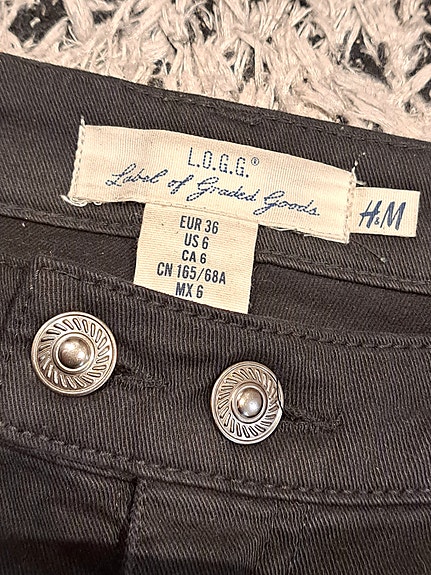 L.O.G.G.®
Label of Graded Goods
H&M
EUR 36
US 6
CA 6
CN 165/68A
MX 6